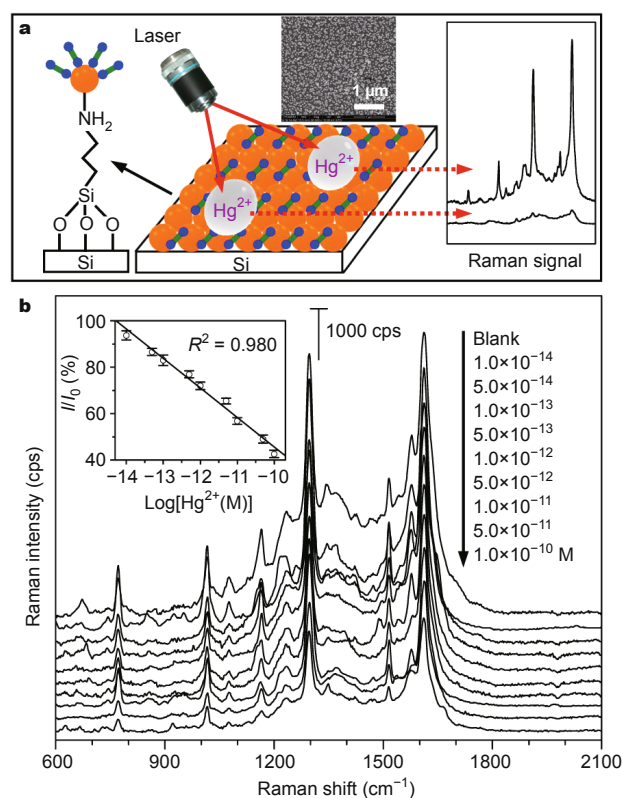 a
Laser
1 μm
NH₂
Si
O O O
Si
Hg²⁺
Hg²⁺
Si
Raman signal
b
1000 cps
Blank
1.0×10⁻¹⁴
5.0×10⁻¹⁴
1.0×10⁻¹³
5.0×10⁻¹³
1.0×10⁻¹²
5.0×10⁻¹²
1.0×10⁻¹¹
5.0×10⁻¹¹
1.0×10⁻¹⁰ M
R² = 0.980
I/I₀ (%)
100
80
60
40
−14 −13 −12 −11 −10
Log[Hg²⁺(M)]
Raman intensity (cps)
600 900 1200 1500 1800 2100
Raman shift (cm⁻¹)